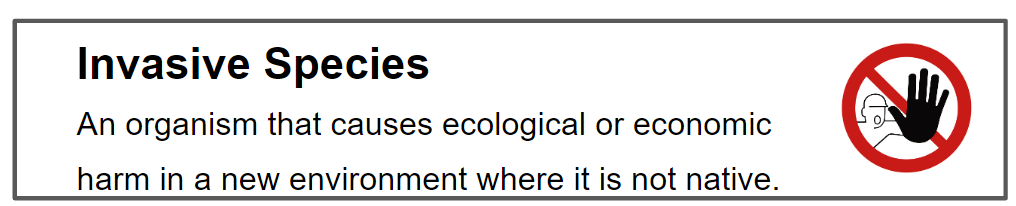 Invasive Species
An organism that causes ecological or economic
harm in a new environment where it is not native.